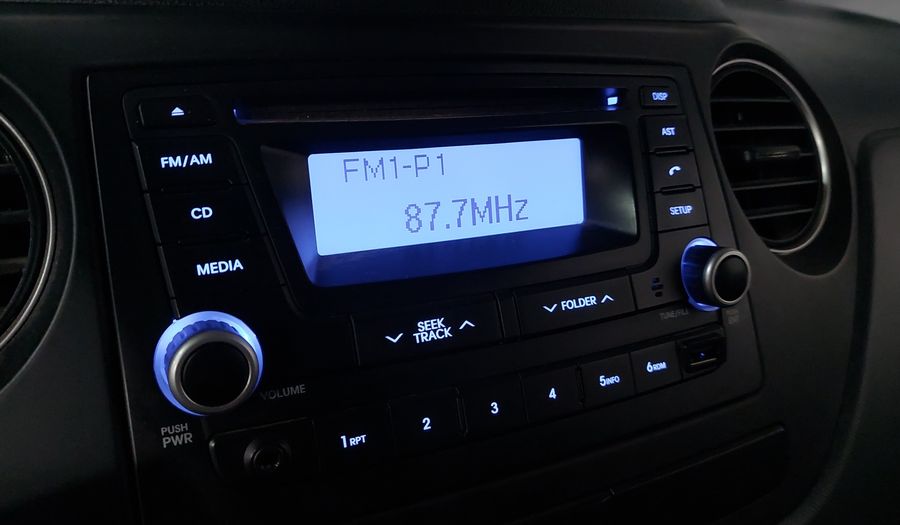 DISP
FM/AM
AST
FM1-P1
CD
87.7MHz
SETUP
MEDIA
SEEK
TRACK
FOLDER
TUNE/FILE
VOLUME
PUSH
PWR
1 RPT
2
3
4
5 INFO
6 RDM